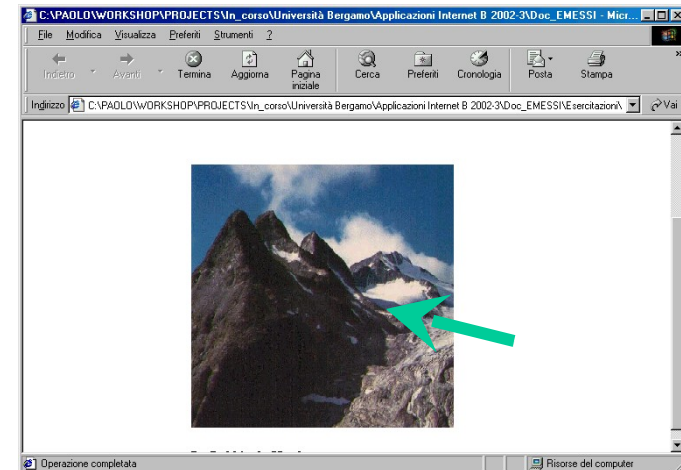 C:\PAOLO\WORKSHOP\PROJECTS\In_corso\Università Bergamo\Applicazioni Internet B 2002-3\Doc_EMESSI - Micr...
File Modifica Visualizza Preferiti Strumenti ?
Indietro Avanti Termina Aggiorna Pagina iniziale Cerca Preferiti Cronologia Posta Stampa »
Indirizzo C:\PAOLO\WORKSHOP\PROJECTS\In_corso\Università Bergamo\Applicazioni Internet B 2002-3\Doc_EMESSI\Esercitazioni\ Vai
Operazione completata Risorse del computer